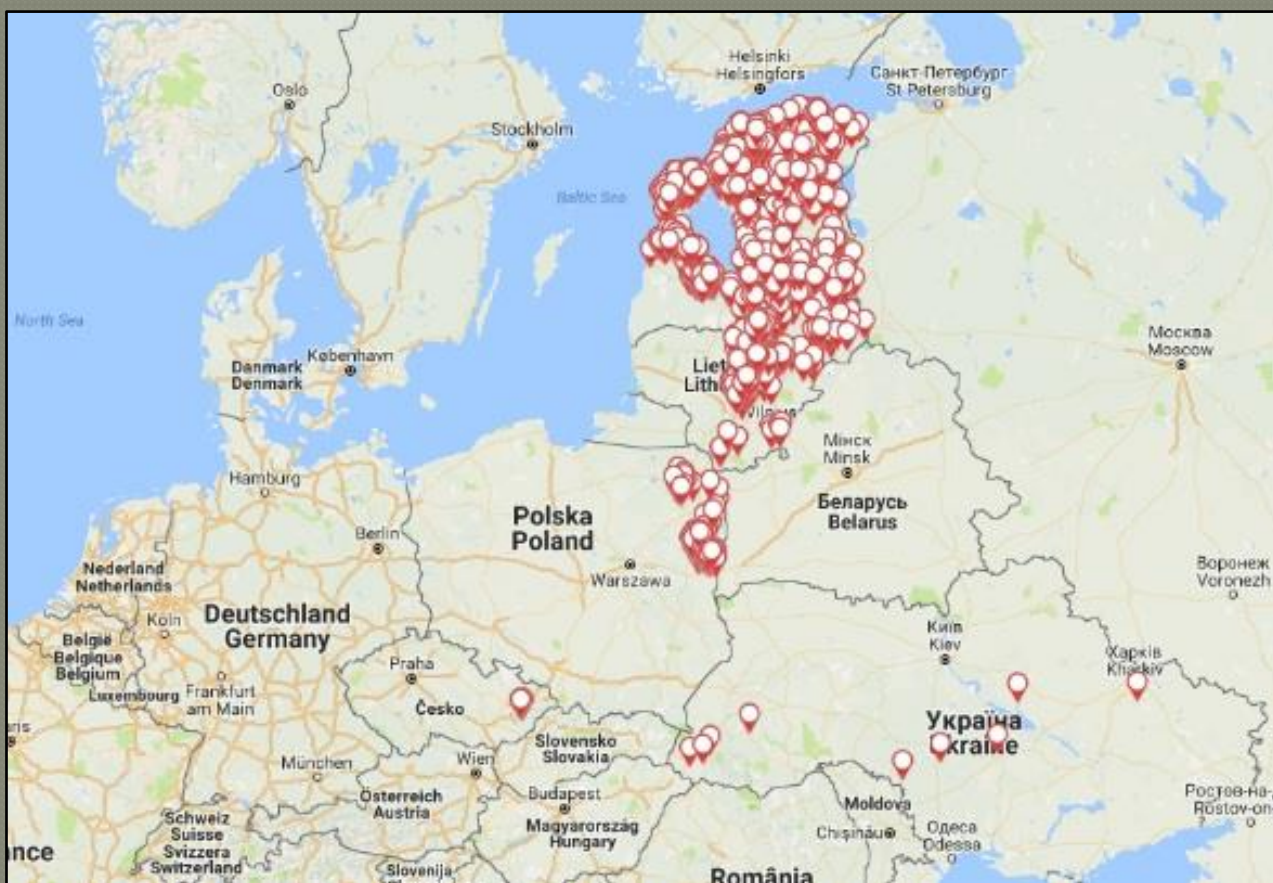 Helsinki
Helsingfors
Санкт-Петербург
St Petersburg
Oslo
Stockholm
Baltic Sea
North Sea
Москва
Moscow
Danmark
Denmark
København
Liet
Lith
Мінск
Minsk
Hamburg
Беларусь
Belarus
Polska
Poland
Berlin
Warszawa
Воронеж
Voronezh
Nederland
Netherlands
Deutschland
Germany
Köln
België
Belgique
Belgium
Київ
Kiev
Харків
Kharkiv
Praha
Luxembourg
Frankfurt
am Main
Česko
Україна
Ukraine
Slovensko
Slovakia
München
Wien
Österreich
Austria
Budapest
Moldova
Magyarország
Hungary
Schweiz
Suisse
Svizzera
Switzerland
Chișinău
Одеса
Odessa
Ростов-на-
Rostov-on
nce
Slovenija
România